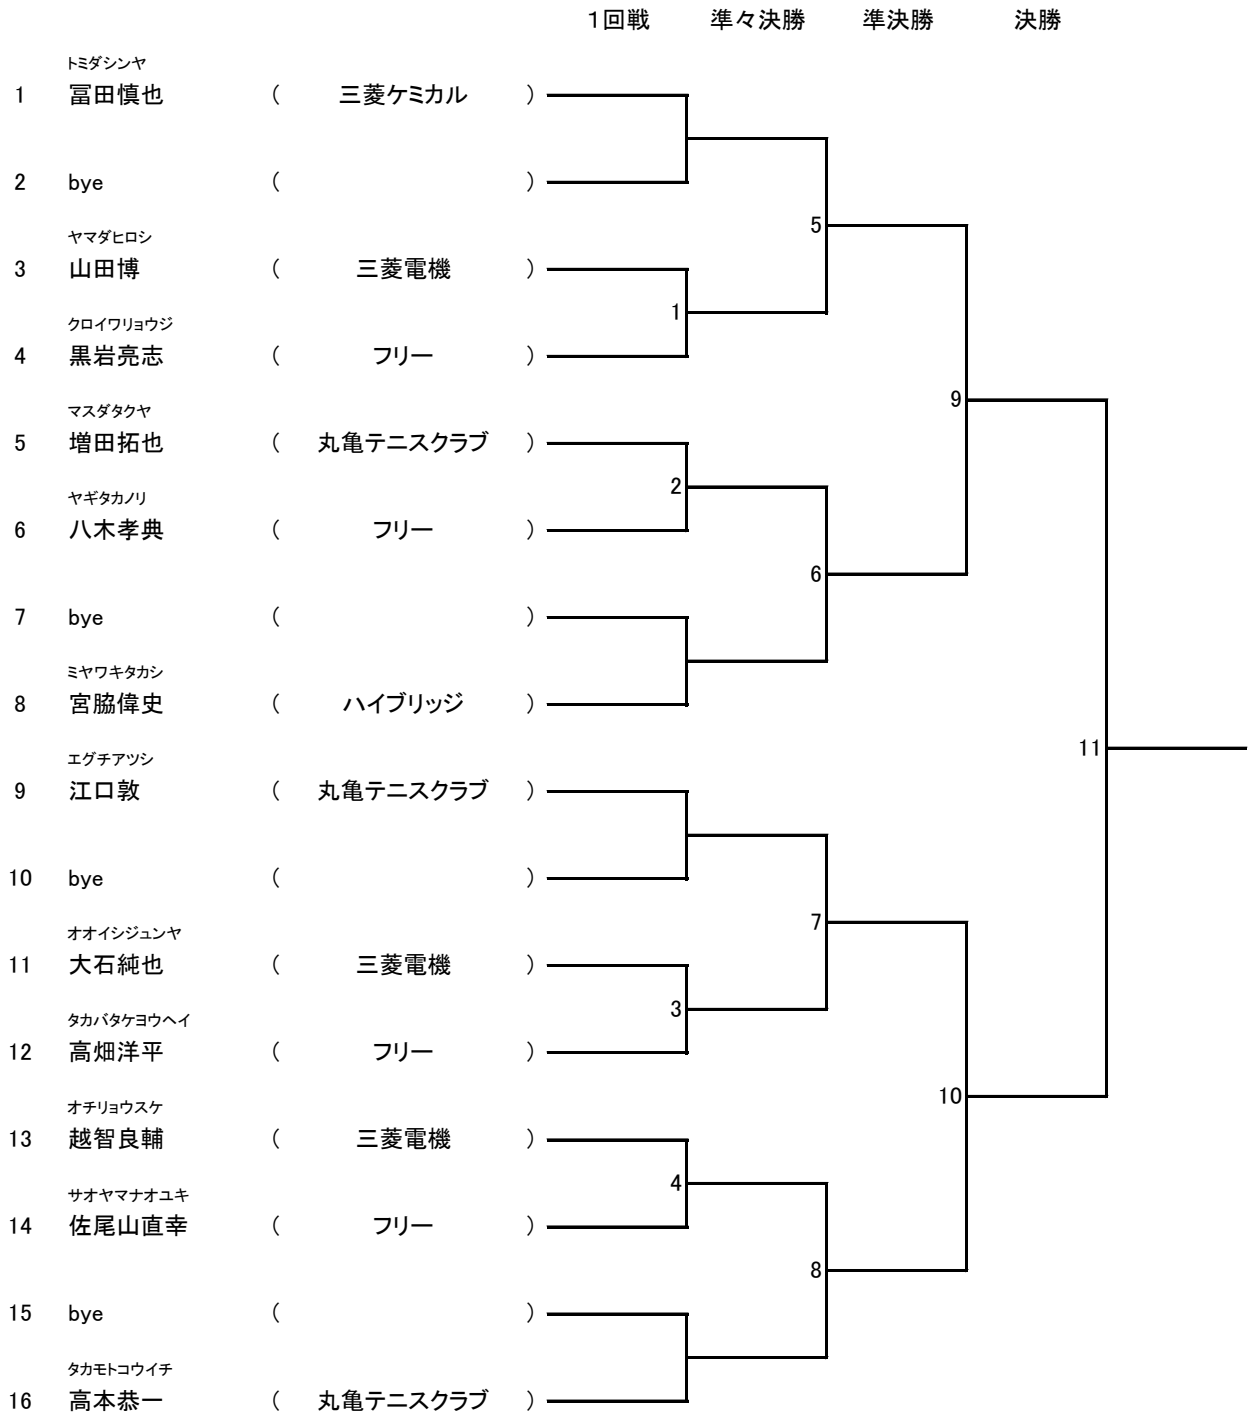 1回戦 準々決勝 準決勝 決勝
トミダシンヤ
1 冨田慎也 ( 三菱ケミカル )
2 bye ( )
5
ヤマダヒロシ
3 山田博 ( 三菱電機 )
1
クロイワリョウジ
4 黒岩亮志 ( フリー )
9
マスダタクヤ
5 増田拓也 ( 丸亀テニスクラブ )
2
ヤギタカノリ
6 八木孝典 ( フリー )
6
7 bye ( )
ミヤワキタカシ
8 宮脇偉史 ( ハイブリッジ )
11
エグチアツシ
9 江口敦 ( 丸亀テニスクラブ )
10 bye ( )
7
オオイシジュンヤ
11 大石純也 ( 三菱電機 )
3
タカバタケヨウヘイ
12 高畑洋平 ( フリー )
10
オチリョウスケ
13 越智良輔 ( 三菱電機 )
4
サオヤマナオユキ
14 佐尾山直幸 ( フリー )
8
15 bye ( )
タカモトコウイチ
16 高本恭一 ( 丸亀テニスクラブ )